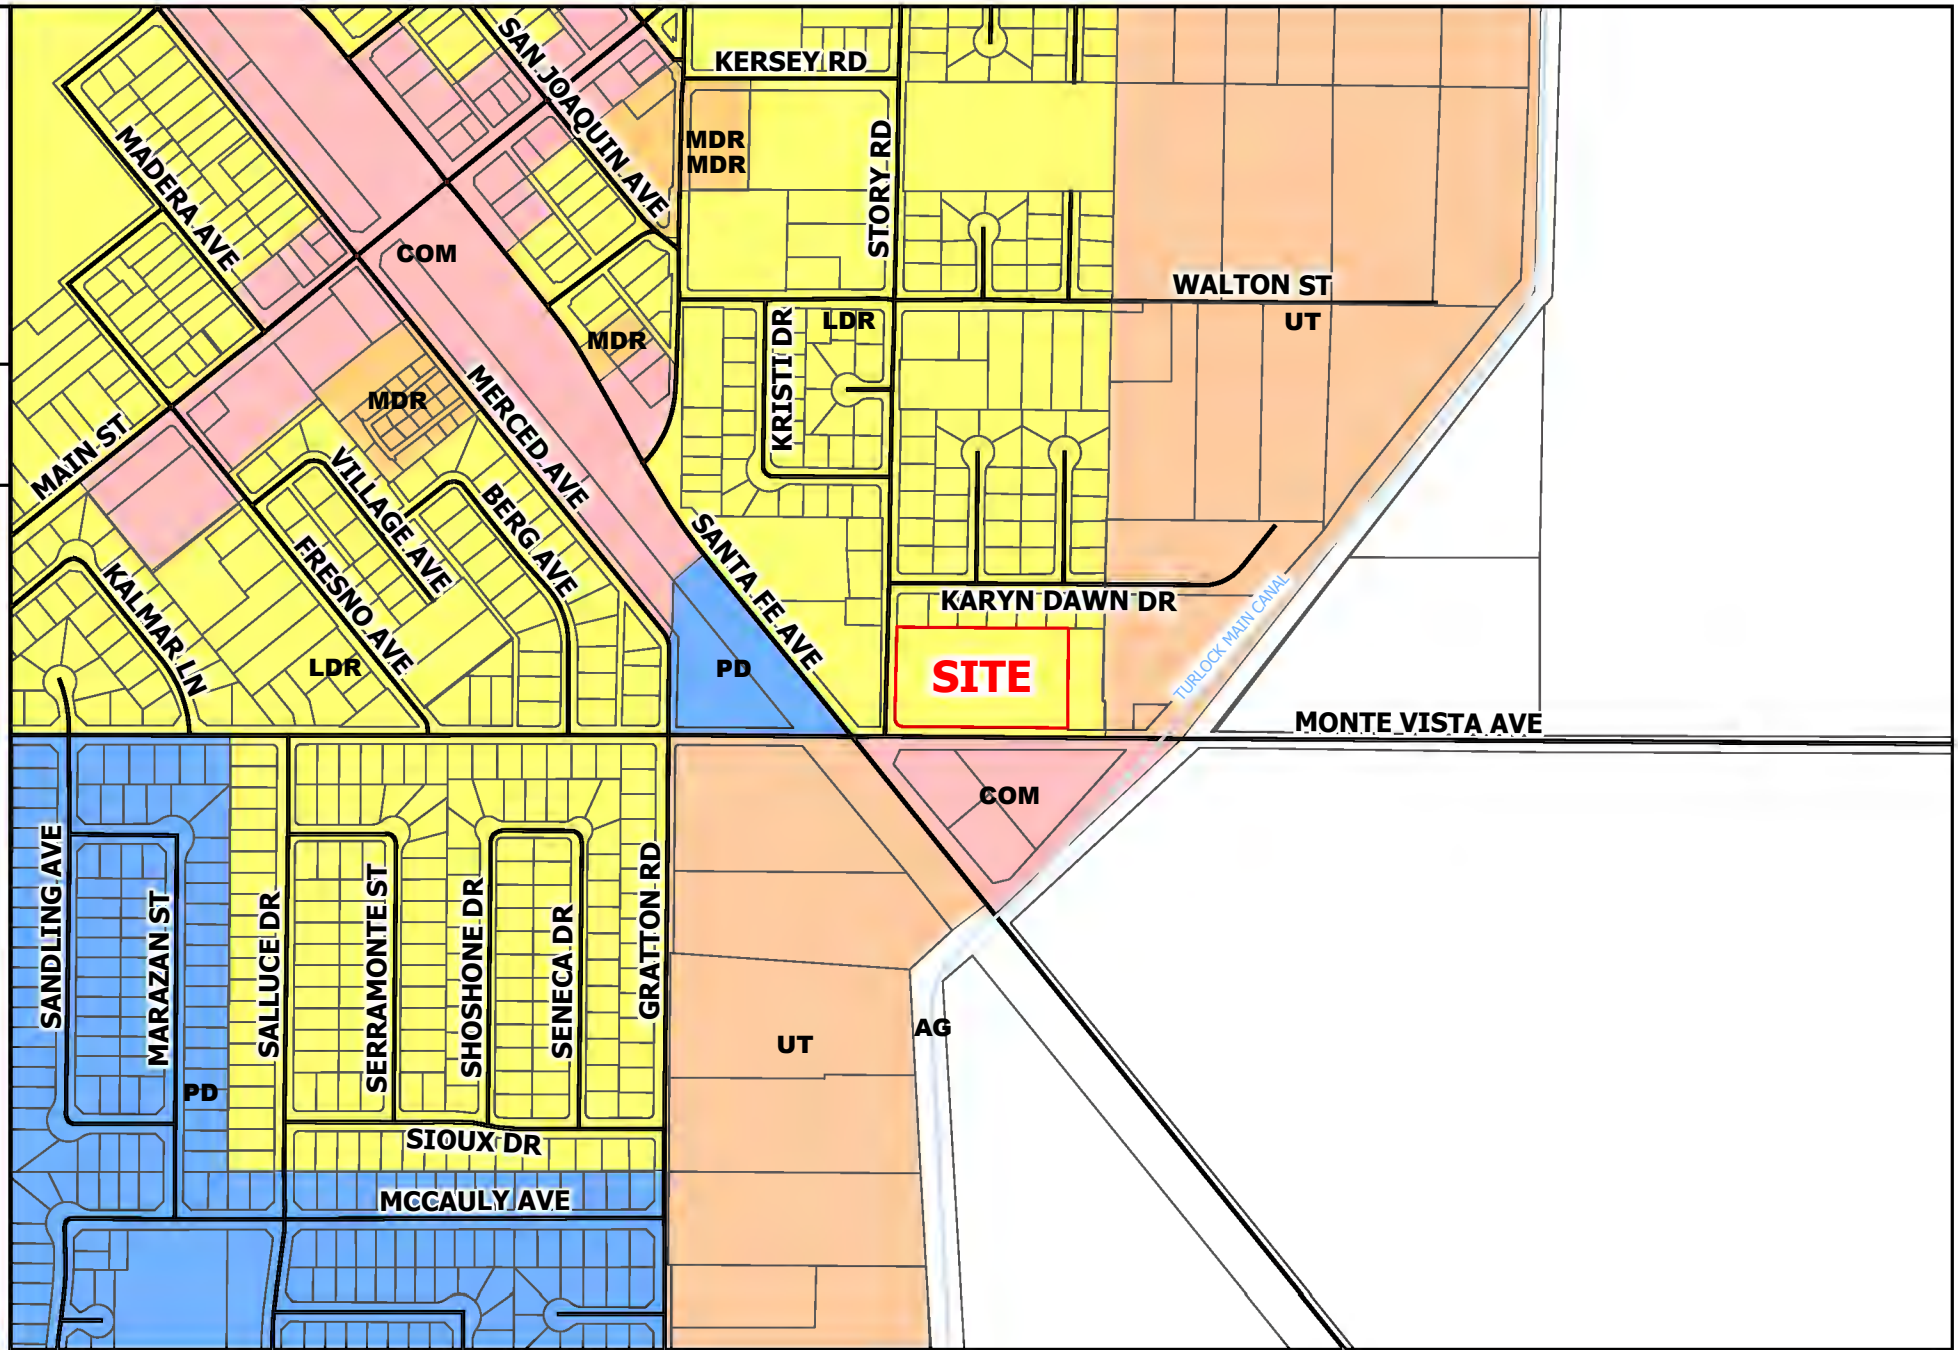 KERSEY RD
SAN JOAQUIN AVE
MADERA AVE
MDR
MDR
STORY RD
COM
WALTON ST
UT
LDR
KRISTI DR
MDR
MDR
MERCED AVE
MAIN ST
VILLAGE AVE
BERG AVE
FRESNO AVE
KALMAR LN
SANTA FE AVE
KARYN DAWN DR
TURLOCK MAIN CANAL
LDR
PD
SITE
MONTE VISTA AVE
COM
SANDLING AVE
MARAZAN ST
SALLUCE DR
SERRAMONTE ST
SHOSHONE DR
SENECA DR
GRATTON RD
UT
AG
PD
SIOUX DR
MCCAULY AVE